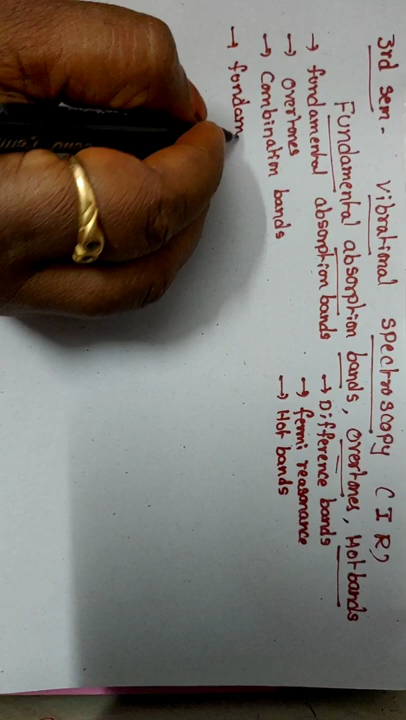 3rd sem - Vibrational spectroscopy (IR)
Fundamental absorption bands, overtones, Hot bands
→ fundamental absorption bands → Difference bands
→ overtones → fermi reasonance
→ Combination bands → Hot bands
→ fundam